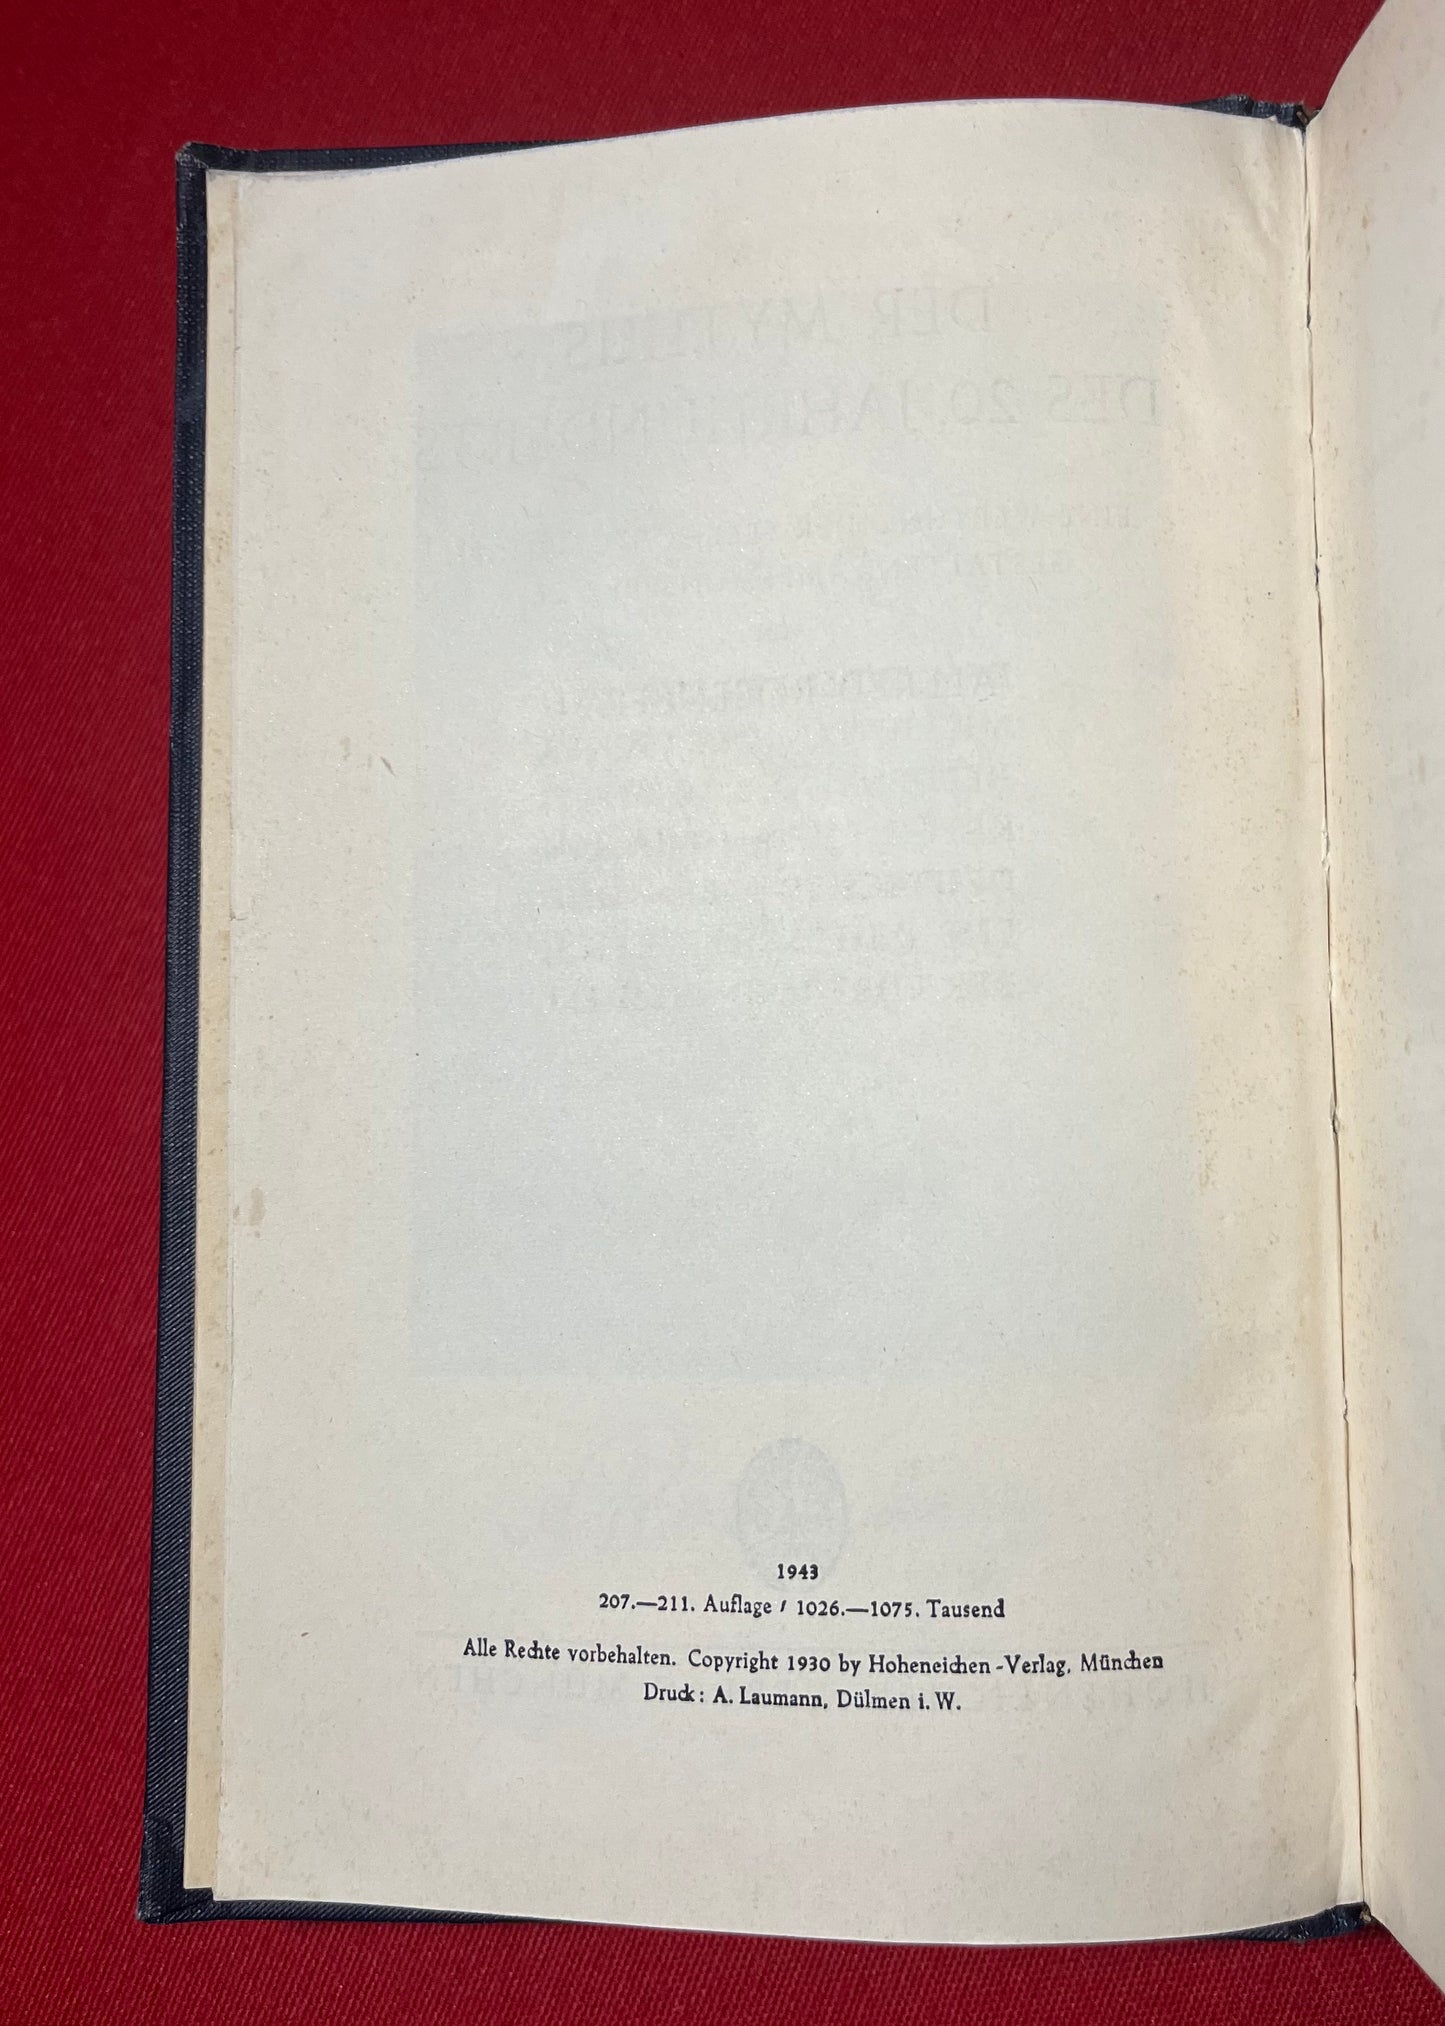 1943
207.—211. Auflage / 1026.—1075. Tausend
Alle Rechte vorbehalten. Copyright 1930 by Hoheneichen-Verlag, München
Druck: A. Laumann, Dülmen i. W.